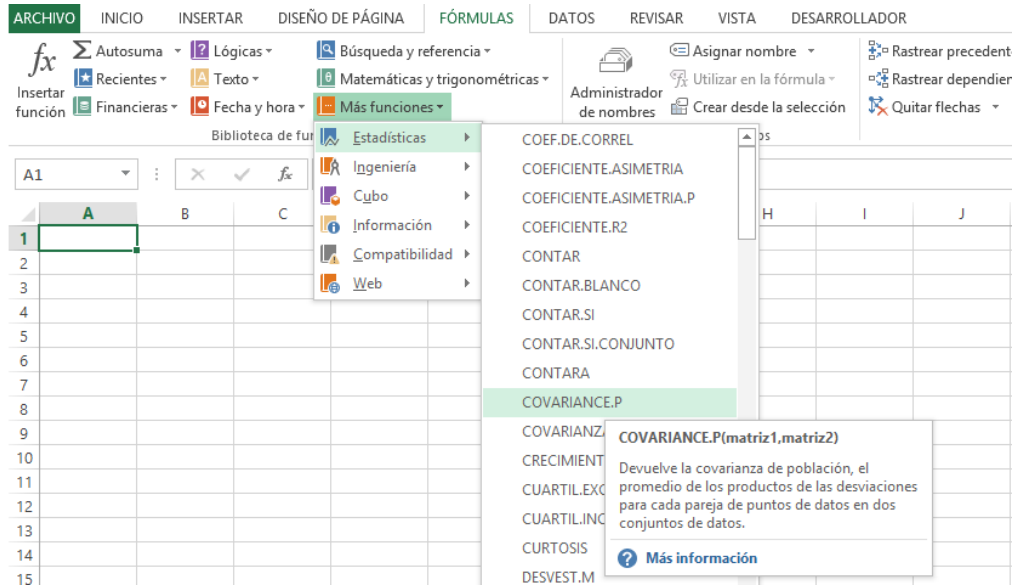 ARCHIVO INICIO INSERTAR DISEÑO DE PÁGINA FÓRMULAS DATOS REVISAR VISTA DESARROLLADOR
fx Insertar función
Σ Autosuma
Recientes
Financieras
Lógicas
Texto
Fecha y hora
Búsqueda y referencia
Matemáticas y trigonométricas
Más funciones
Biblioteca de fun
Administrador de nombres
Asignar nombre
Utilizar en la fórmula
Crear desde la selección
os
Rastrear precedent
Rastrear dependien
Quitar flechas
A1
fx
Estadísticas
Ingeniería
Cubo
Información
Compatibilidad
Web
COEF.DE.CORREL
COEFICIENTE.ASIMETRIA
COEFICIENTE.ASIMETRIA.P
COEFICIENTE.R2
CONTAR
CONTAR.BLANCO
CONTAR.SI
CONTAR.SI.CONJUNTO
CONTARA
COVARIANCE.P
COVARIANZA
CRECIMIENT
CUARTIL.EXC
CUARTIL.INC
CURTOSIS
DESVEST.M
COVARIANCE.P(matriz1,matriz2)
Devuelve la covarianza de población, el
promedio de los productos de las desviaciones
para cada pareja de puntos de datos en dos
conjuntos de datos.
? Más información
A B C H I J
1
2
3
4
5
6
7
8
9
10
11
12
13
14
15